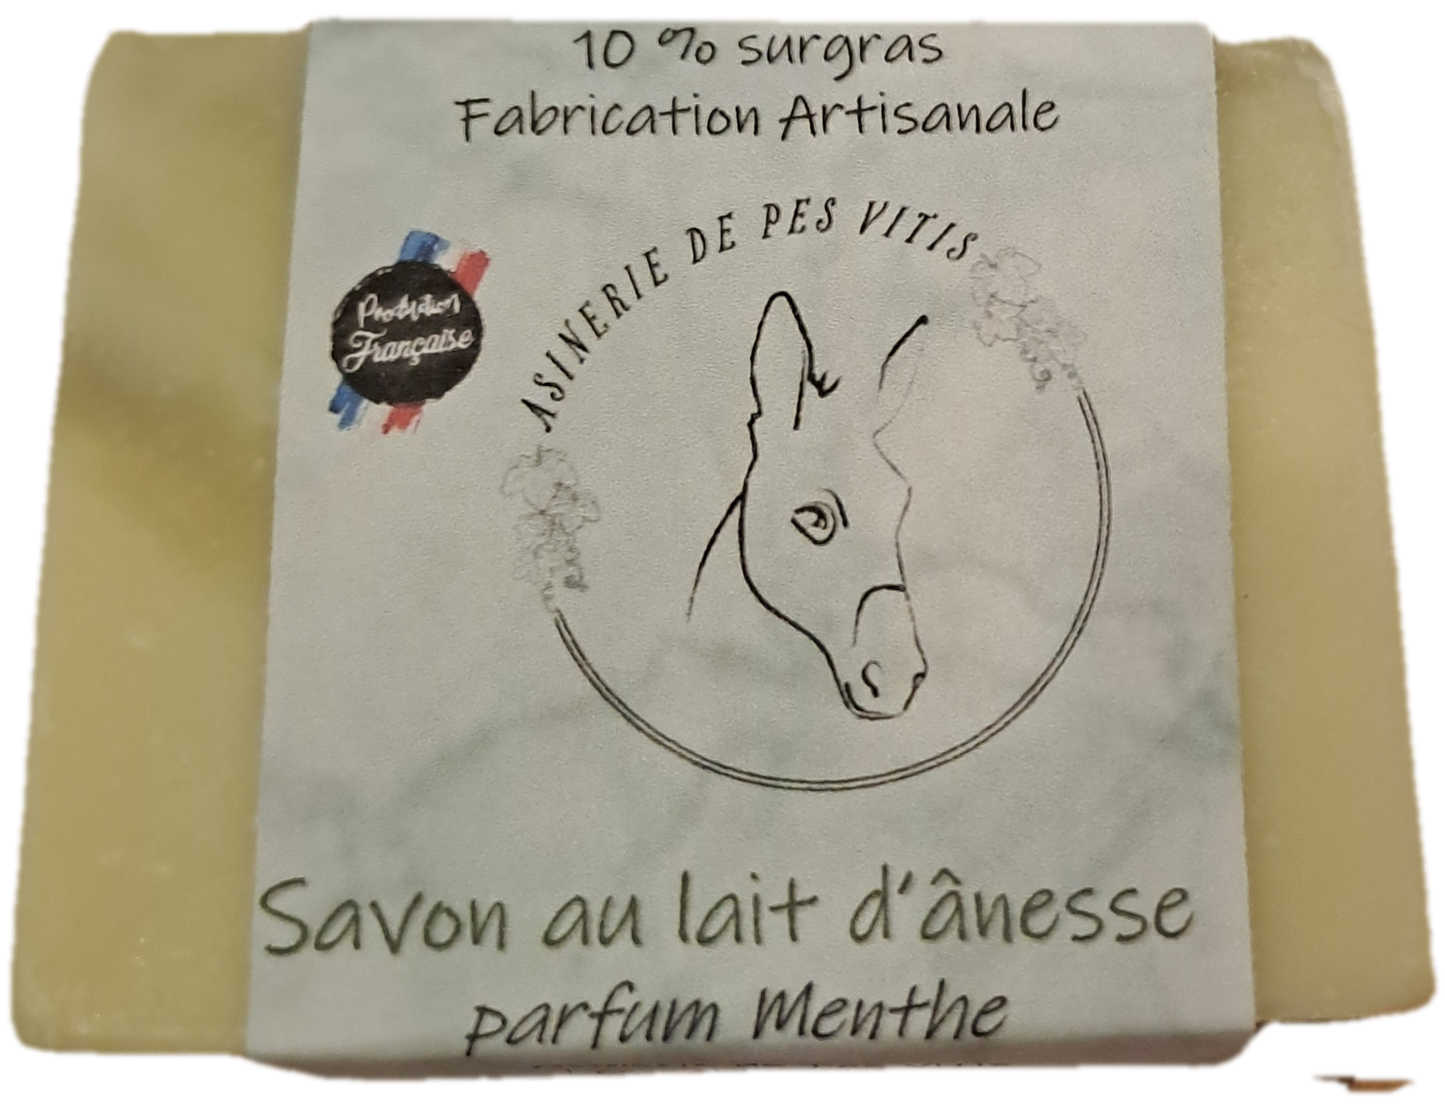 10 % surgras
Fabrication Artisanale
ASINERIE DE PES VITIS
Production
Française
Savon au lait d'ânesse
parfum Menthe